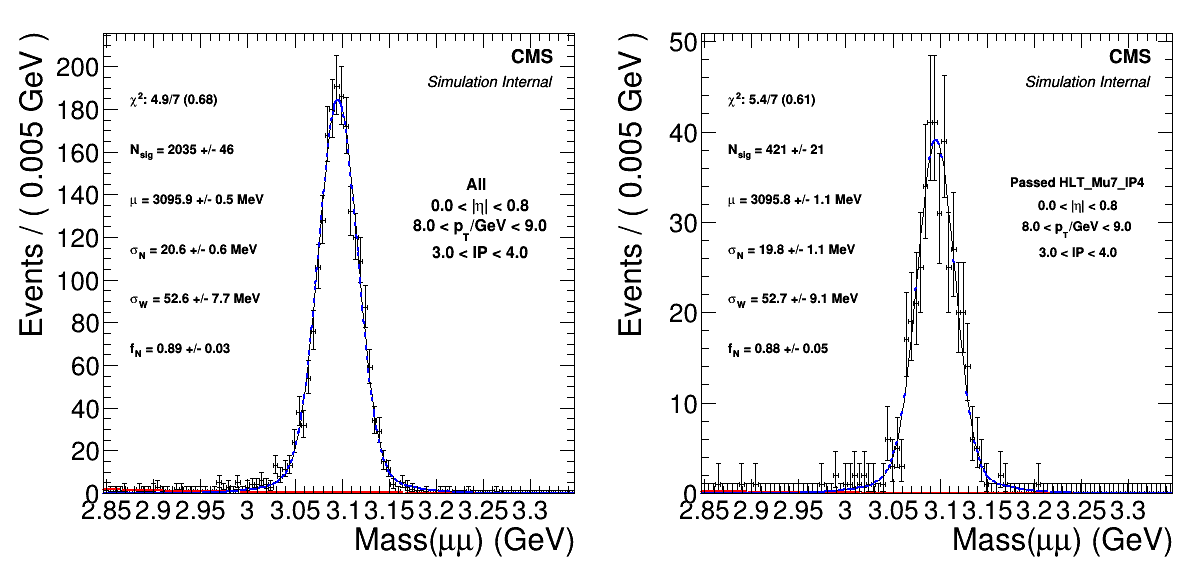 Events / ( 0.005 GeV )
200
180
160
140
120
100
80
60
40
20
0
CMS
Simulation Internal
χ²: 4.9/7 (0.68)
N_sig = 2035 +/- 46
μ = 3095.9 +/- 0.5 MeV
σ_N = 20.6 +/- 0.6 MeV
σ_W = 52.6 +/- 7.7 MeV
f_N = 0.89 +/- 0.03
All
0.0 < |η| < 0.8
8.0 < p_T/GeV < 9.0
3.0 < IP < 4.0
2.85 2.9 2.95 3 3.05 3.1 3.15 3.2 3.25 3.3
Mass(μμ) (GeV)
Events / ( 0.005 GeV )
50
40
30
20
10
0
CMS
Simulation Internal
χ²: 5.4/7 (0.61)
N_sig = 421 +/- 21
μ = 3095.8 +/- 1.1 MeV
σ_N = 19.8 +/- 1.1 MeV
σ_W = 52.7 +/- 9.1 MeV
f_N = 0.88 +/- 0.05
Passed HLT_Mu7_IP4
0.0 < |η| < 0.8
8.0 < p_T/GeV < 9.0
3.0 < IP < 4.0
2.85 2.9 2.95 3 3.05 3.1 3.15 3.2 3.25 3.3
Mass(μμ) (GeV)